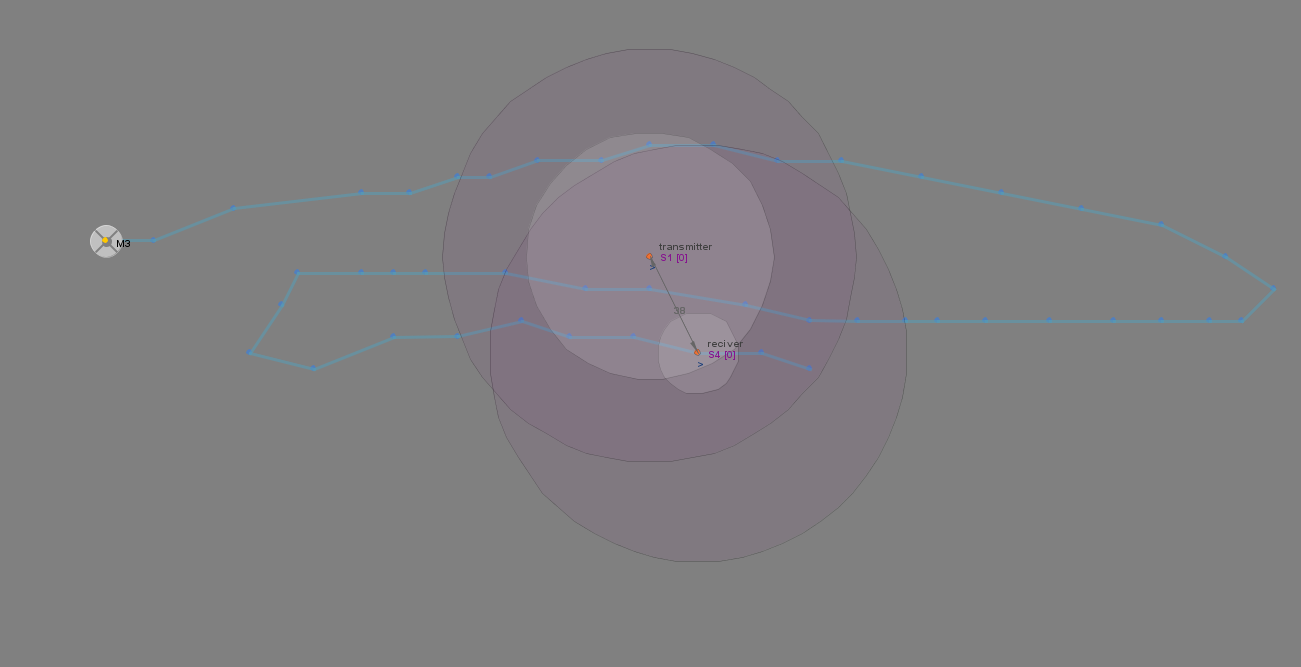 transmitter
S1 [0]
>
M3
38
reciver
S4 [0]
>